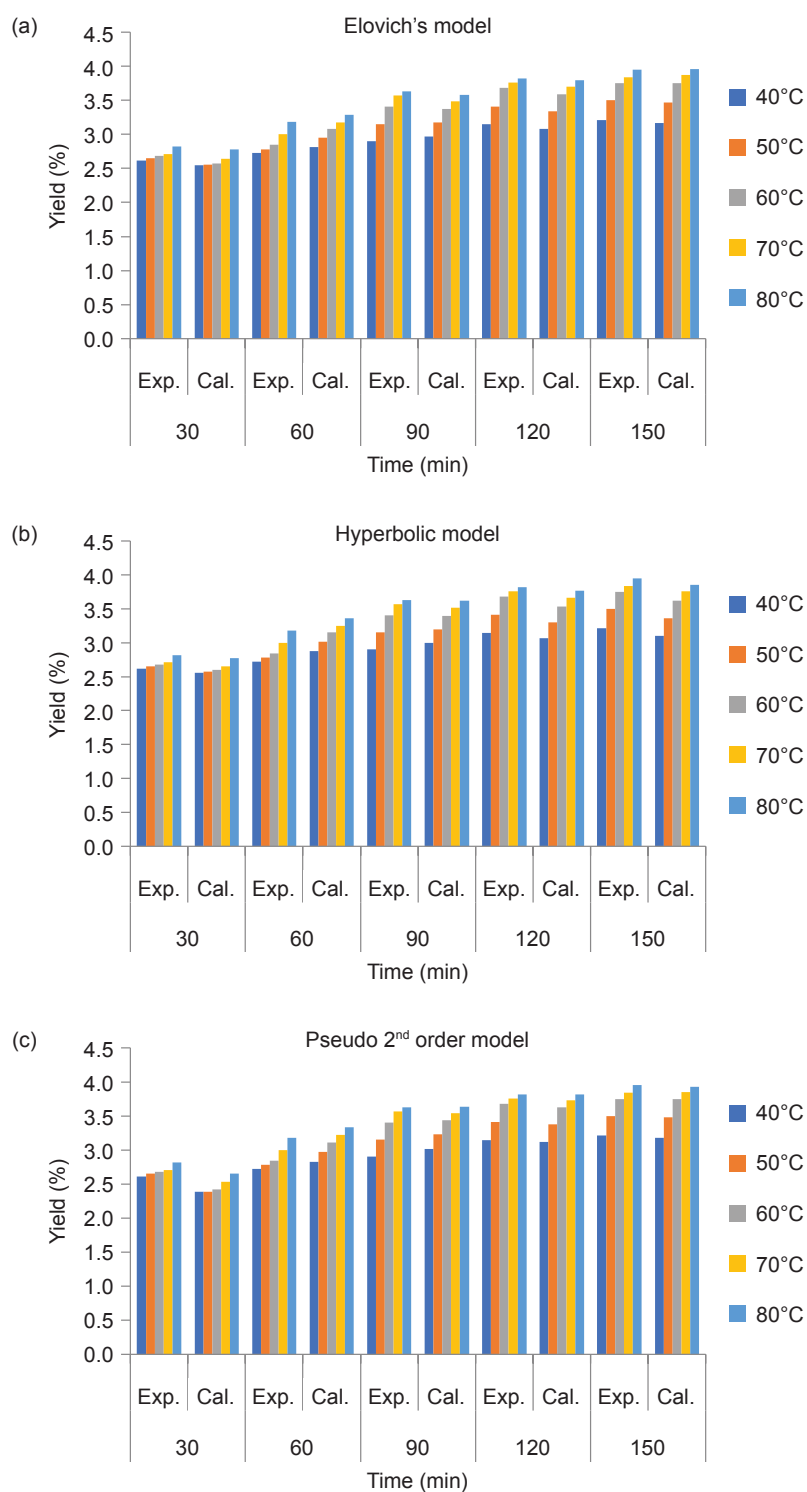 (a)
Elovich's model
4.5
4.0
3.5
3.0
2.5
2.0
1.5
1.0
0.5
0.0
Yield (%)
40°C
50°C
60°C
70°C
80°C
Exp. Cal. Exp. Cal. Exp. Cal. Exp. Cal. Exp. Cal.
30 60 90 120 150
Time (min)
(b)
Hyperbolic model
4.5
4.0
3.5
3.0
2.5
2.0
1.5
1.0
0.5
0.0
Yield (%)
40°C
50°C
60°C
70°C
80°C
Exp. Cal. Exp. Cal. Exp. Cal. Exp. Cal. Exp. Cal.
30 60 90 120 150
Time (min)
(c)
Pseudo 2nd order model
4.5
4.0
3.5
3.0
2.5
2.0
1.5
1.0
0.5
0.0
Yield (%)
40°C
50°C
60°C
70°C
80°C
Exp. Cal. Exp. Cal. Exp. Cal. Exp. Cal. Exp. Cal.
30 60 90 120 150
Time (min)